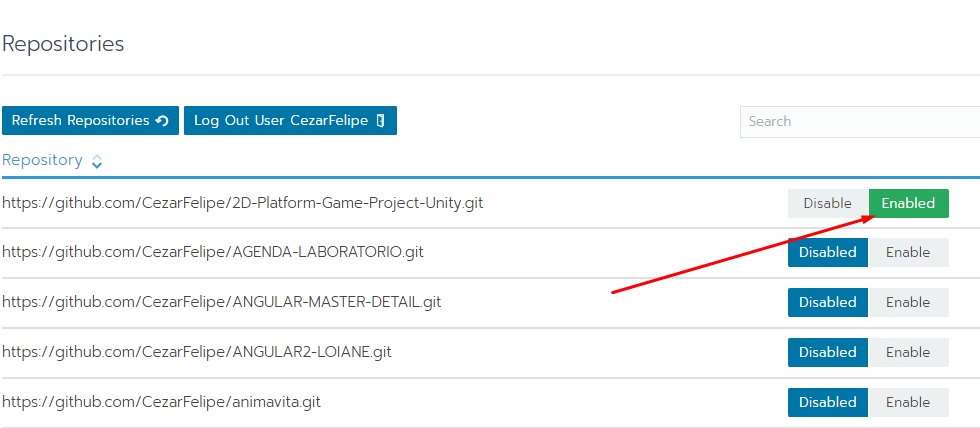 Repositories
Refresh Repositories Log Out User CezarFelipe Search
Repository
https://github.com/CezarFelipe/2D-Platform-Game-Project-Unity.git Disable Enabled
https://github.com/CezarFelipe/AGENDA-LABORATORIO.git Disabled Enable
https://github.com/CezarFelipe/ANGULAR-MASTER-DETAIL.git Disabled Enable
https://github.com/CezarFelipe/ANGULAR2-LOIANE.git Disabled Enable
https://github.com/CezarFelipe/animavita.git Disabled Enable